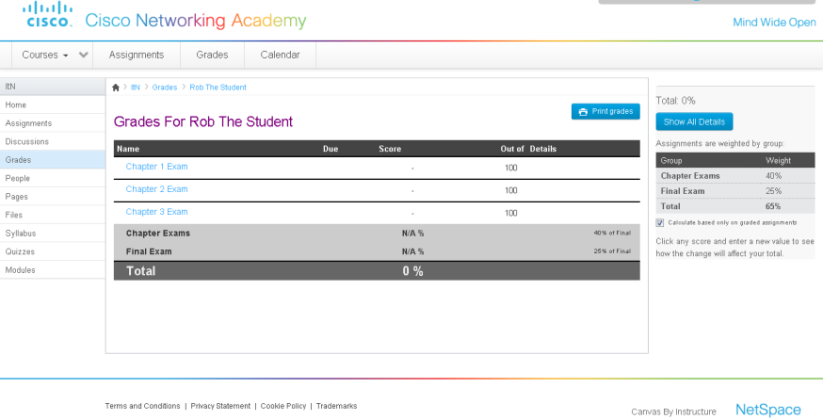 cisco. Cisco Networking Academy
Mind Wide Open
Courses Assignments Grades Calendar
ItN
Home
Assignments
Discussions
Grades
People
Pages
Files
Syllabus
Quizzes
Modules
ItN > Grades > Rob The Student
Print grades
Grades For Rob The Student
Name Due Score Out of Details
Chapter 1 Exam - 100
Chapter 2 Exam - 100
Chapter 3 Exam - 100
Chapter Exams N/A % 40% of Final
Final Exam N/A % 25% of Final
Total 0 %
Total: 0%
Show All Details
Assignments are weighted by group:
Group Weight
Chapter Exams 40%
Final Exam 25%
Total 65%
Calculate based only on graded assignments
Click any score and enter a new value to see
how the change will affect your total.
Terms and Conditions | Privacy Statement | Cookie Policy | Trademarks
Canvas By Instructure NetSpace